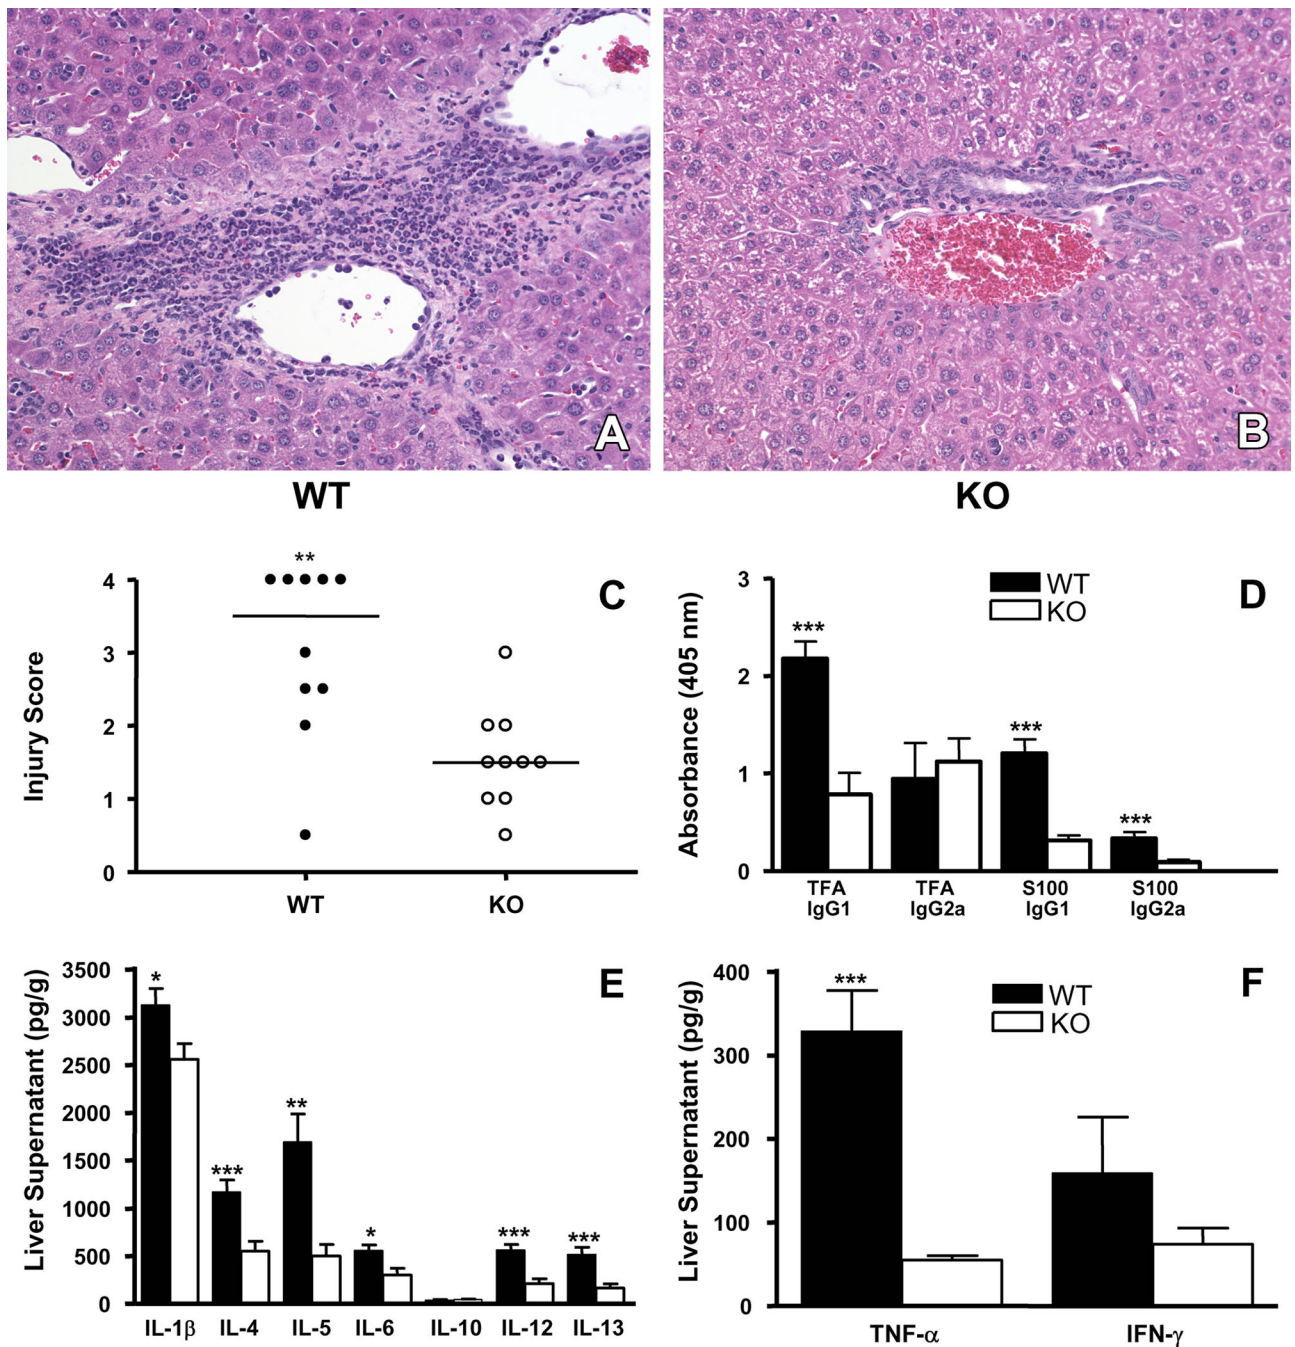 A
B
WT
KO
C
**
4
3
2
1
0
Injury Score
WT
KO
D
WT
KO
3
2
1
0
Absorbance (405 nm)
***
***
***
TFA IgG1
TFA IgG2a
S100 IgG1
S100 IgG2a
E
3500
3000
2500
2000
1500
1000
500
0
Liver Supernatant (pg/g)
*
***
**
*
***
***
IL-1β IL-4 IL-5 IL-6 IL-10 IL-12 IL-13
F
WT
KO
400
300
200
100
0
Liver Supernatant (pg/g)
***
TNF-α IFN-γ